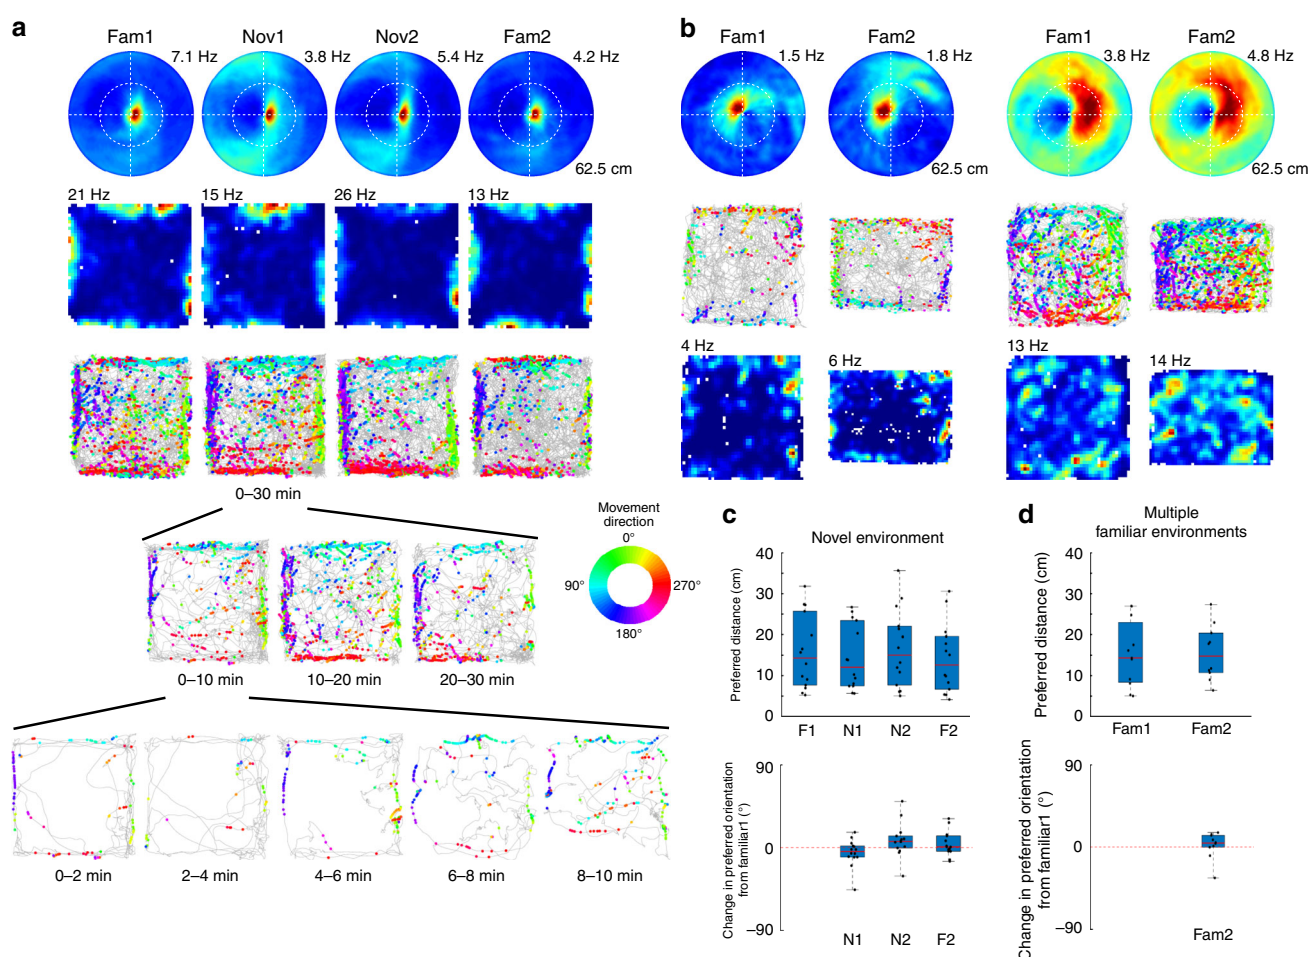 a
Fam1 Nov1 Nov2 Fam2
7.1 Hz 3.8 Hz 5.4 Hz 4.2 Hz
62.5 cm
21 Hz 15 Hz 26 Hz 13 Hz
0–30 min
Movement
direction
0°
90° 270°
180°
0–10 min 10–20 min 20–30 min
0–2 min 2–4 min 4–6 min 6–8 min 8–10 min
b
Fam1 Fam2 Fam1 Fam2
1.5 Hz 1.8 Hz 3.8 Hz 4.8 Hz
62.5 cm 62.5 cm
4 Hz 6 Hz 13 Hz 14 Hz
c
Novel environment
Preferred distance (cm)
40
30
20
10
0
F1 N1 N2 F2
Change in preferred orientation
from familiar1 (°)
90
0
–90
N1 N2 F2
d
Multiple
familiar environments
Preferred distance (cm)
40
30
20
10
0
Fam1 Fam2
Change in preferred orientation
from familiar1 (°)
90
0
–90
Fam2